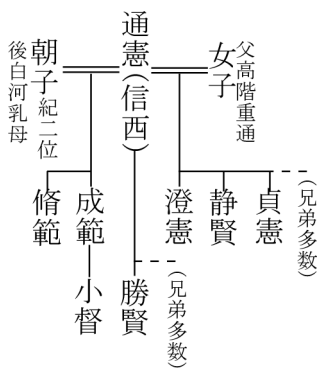 父高階重通
女子
通憲(信西)
朝子
紀二位
後白河乳母
(兄弟多数)
貞憲
静賢
澄憲
成範
脩範
(兄弟多数)
勝賢
小督